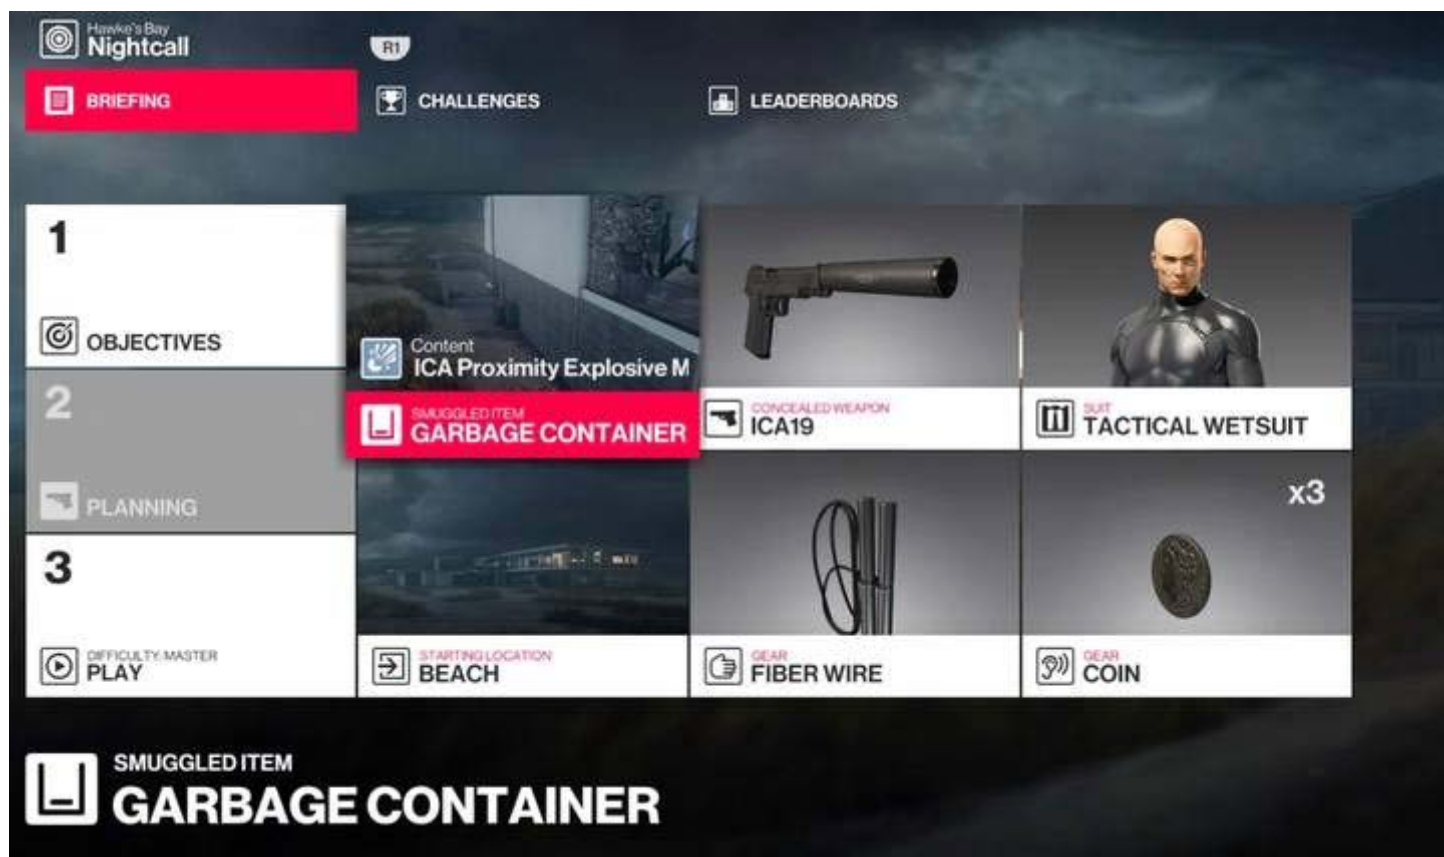 Hawke's Bay
Nightcall
R1
BRIEFING
CHALLENGES
LEADERBOARDS
1
OBJECTIVES
2
PLANNING
3
DIFFICULTY: MASTER
PLAY
Content
ICA Proximity Explosive M
SMUGGLED ITEM
GARBAGE CONTAINER
CONCEALED WEAPON
ICA19
SUIT
TACTICAL WETSUIT
STARTING LOCATION
BEACH
GEAR
FIBER WIRE
x3
GEAR
COIN
SMUGGLED ITEM
GARBAGE CONTAINER